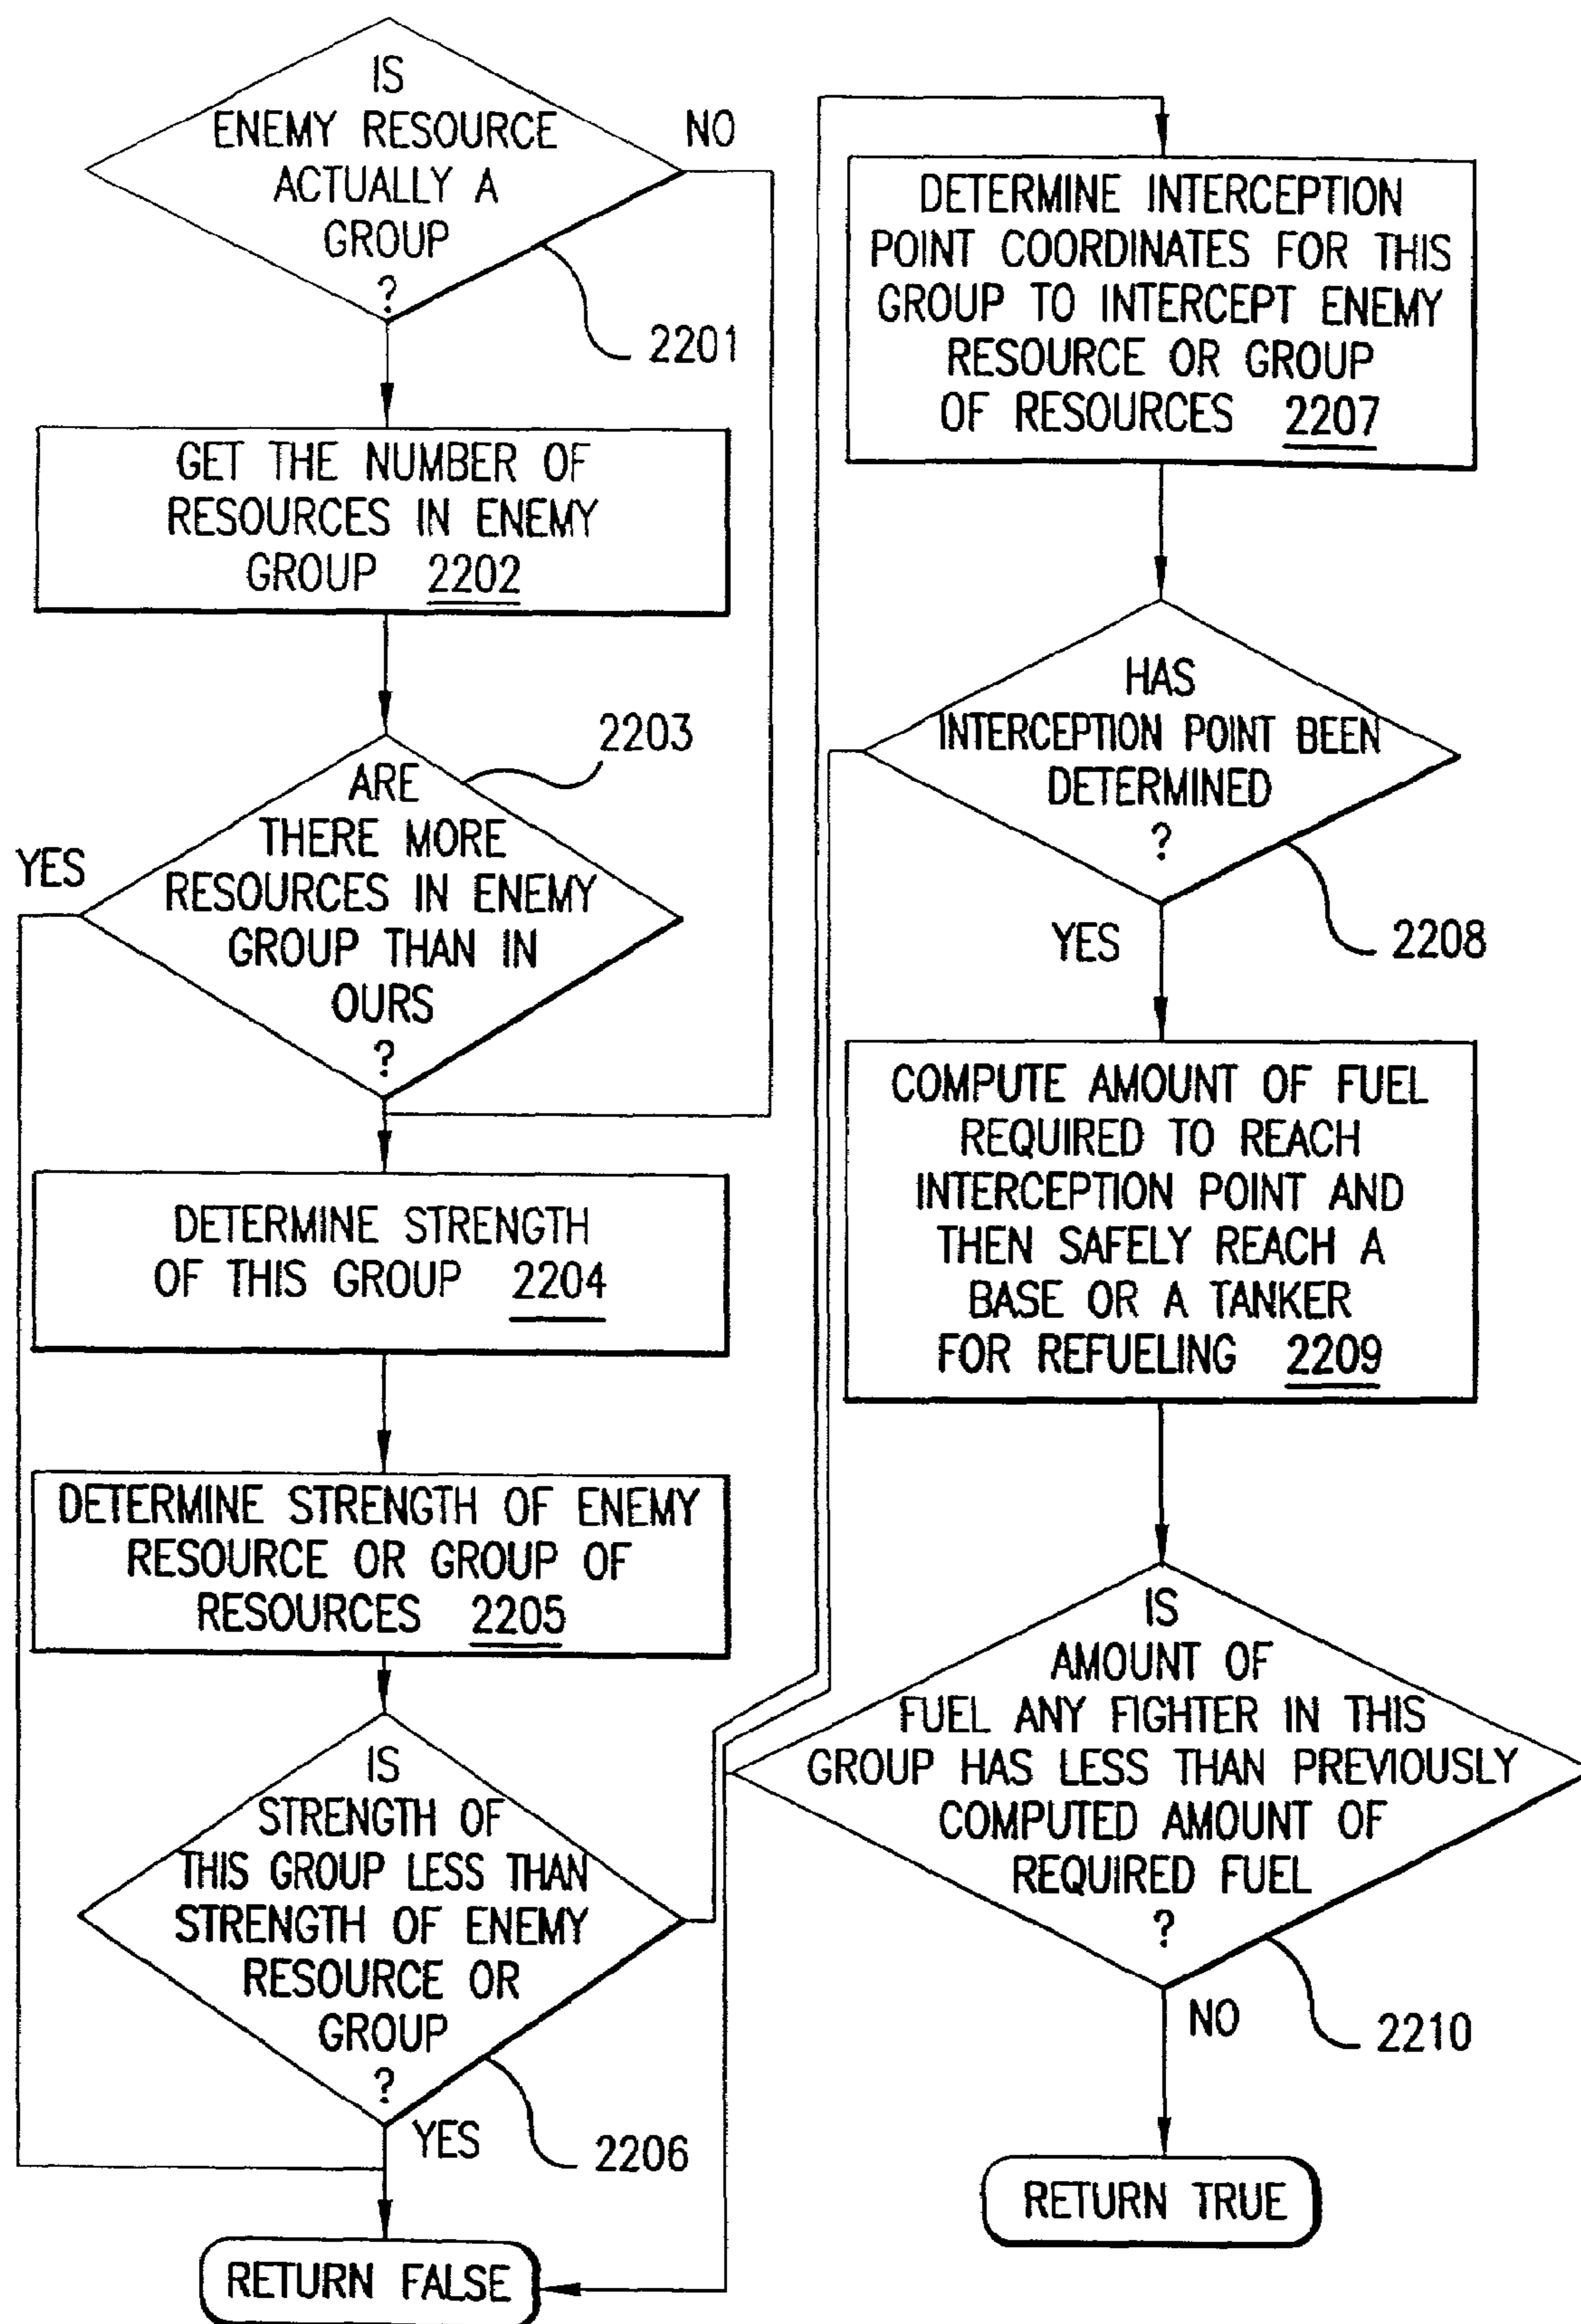 IS
ENEMY RESOURCE
ACTUALLY A
GROUP
?
NO
2201
GET THE NUMBER OF
RESOURCES IN ENEMY
GROUP 2202
2203
ARE
THERE MORE
RESOURCES IN ENEMY
GROUP THAN IN
OURS
?
YES
DETERMINE STRENGTH
OF THIS GROUP 2204
DETERMINE STRENGTH OF ENEMY
RESOURCE OR GROUP OF
RESOURCES 2205
IS
STRENGTH OF
THIS GROUP LESS THAN
STRENGTH OF ENEMY
RESOURCE OR
GROUP
?
YES
2206
RETURN FALSE
DETERMINE INTERCEPTION
POINT COORDINATES FOR THIS
GROUP TO INTERCEPT ENEMY
RESOURCE OR GROUP
OF RESOURCES 2207
HAS
INTERCEPTION POINT BEEN
DETERMINED
?
YES
2208
COMPUTE AMOUNT OF FUEL
REQUIRED TO REACH
INTERCEPTION POINT AND
THEN SAFELY REACH A
BASE OR A TANKER
FOR REFUELING 2209
IS
AMOUNT OF
FUEL ANY FIGHTER IN THIS
GROUP HAS LESS THAN PREVIOUSLY
COMPUTED AMOUNT OF
REQUIRED FUEL
?
NO
2210
RETURN TRUE